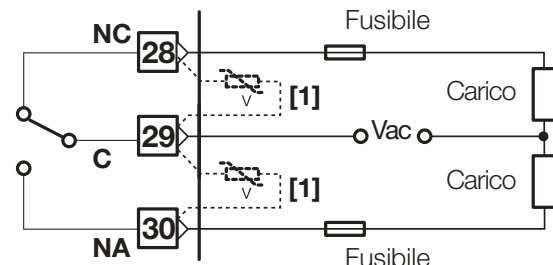 Fusibile
NC
28
Carico
V
[1]
29
Vac
C
Carico
V
[1]
30
NA
Fusibile